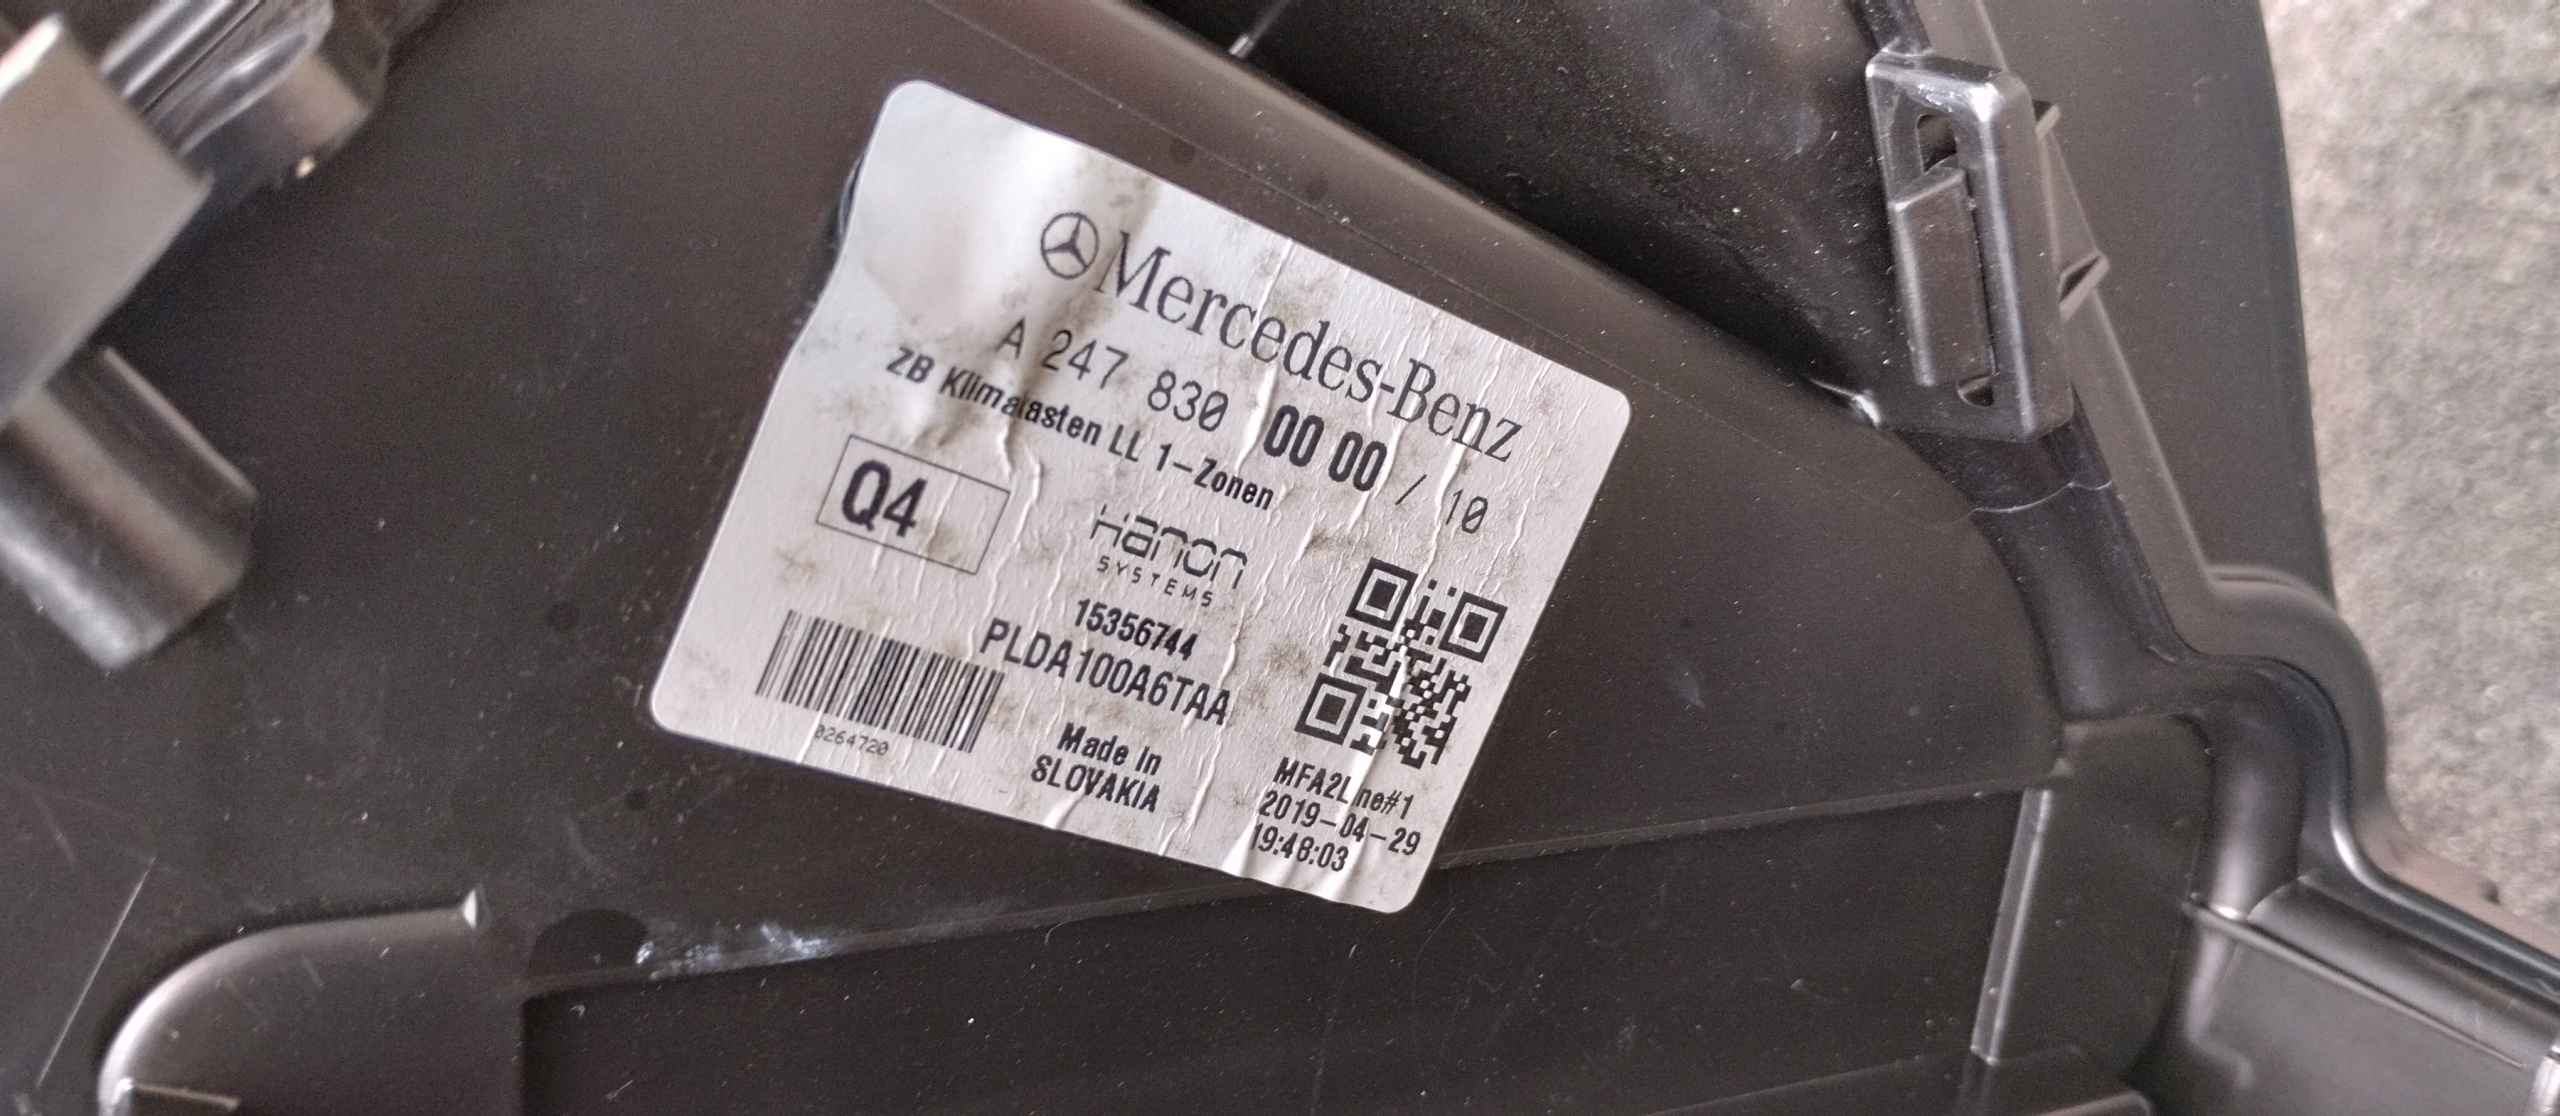 Mercedes-Benz
A 247 830 00 00 / 10
ZB Klimakasten LL 1-Zonen
Q4
Hanon
SYSTEMS
15356744
PLDA100A6TAA
0264720
Made in
SLOVAKIA
MFA2Line#1
2019-04-29
19:48:03